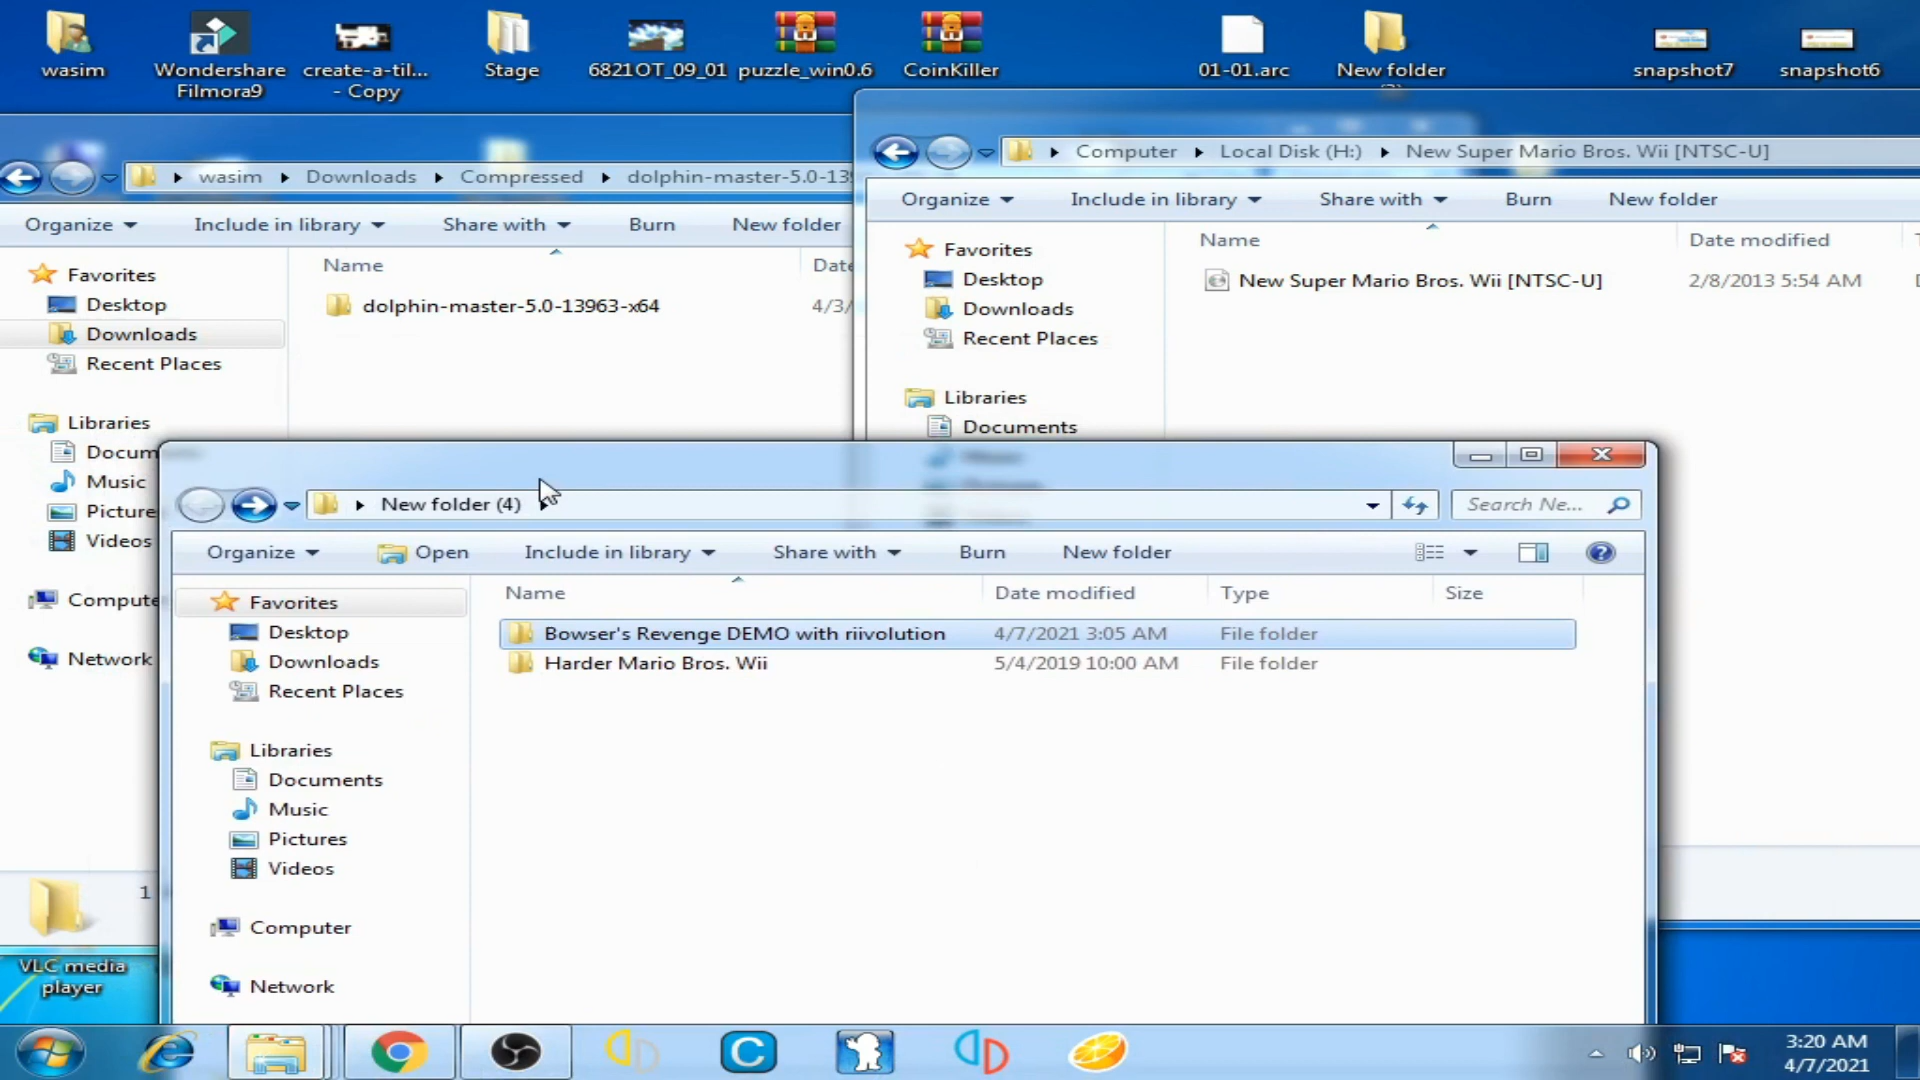 wasim
Wondershare Filmora9
create-a-til... - Copy
Stage
6821OT_09_01
puzzle_win0.6
CoinKiller
01-01.arc
New folder
snapshot7
snapshot6
wasim Downloads Compressed dolphin-master-5.0-13
Organize Include in library Share with Burn New folder
Name Date
dolphin-master-5.0-13963-x64 4/3/
Favorites
Desktop
Downloads
Recent Places
Libraries
Docum
Music
Picture
Videos
Compute
Network
1
Computer Local Disk (H:) New Super Mario Bros. Wii [NTSC-U]
Organize Include in library Share with Burn New folder
Name Date modified
New Super Mario Bros. Wii [NTSC-U] 2/8/2013 5:54 AM
Favorites
Desktop
Downloads
Recent Places
Libraries
Documents
New folder (4) Search Ne...
Organize Open Include in library Share with Burn New folder
Name Date modified Type Size
Bowser's Revenge DEMO with riivolution 4/7/2021 3:05 AM File folder
Harder Mario Bros. Wii 5/4/2019 10:00 AM File folder
Favorites
Desktop
Downloads
Recent Places
Libraries
Documents
Music
Pictures
Videos
Computer
Network
VLC media player
3:20 AM
4/7/2021